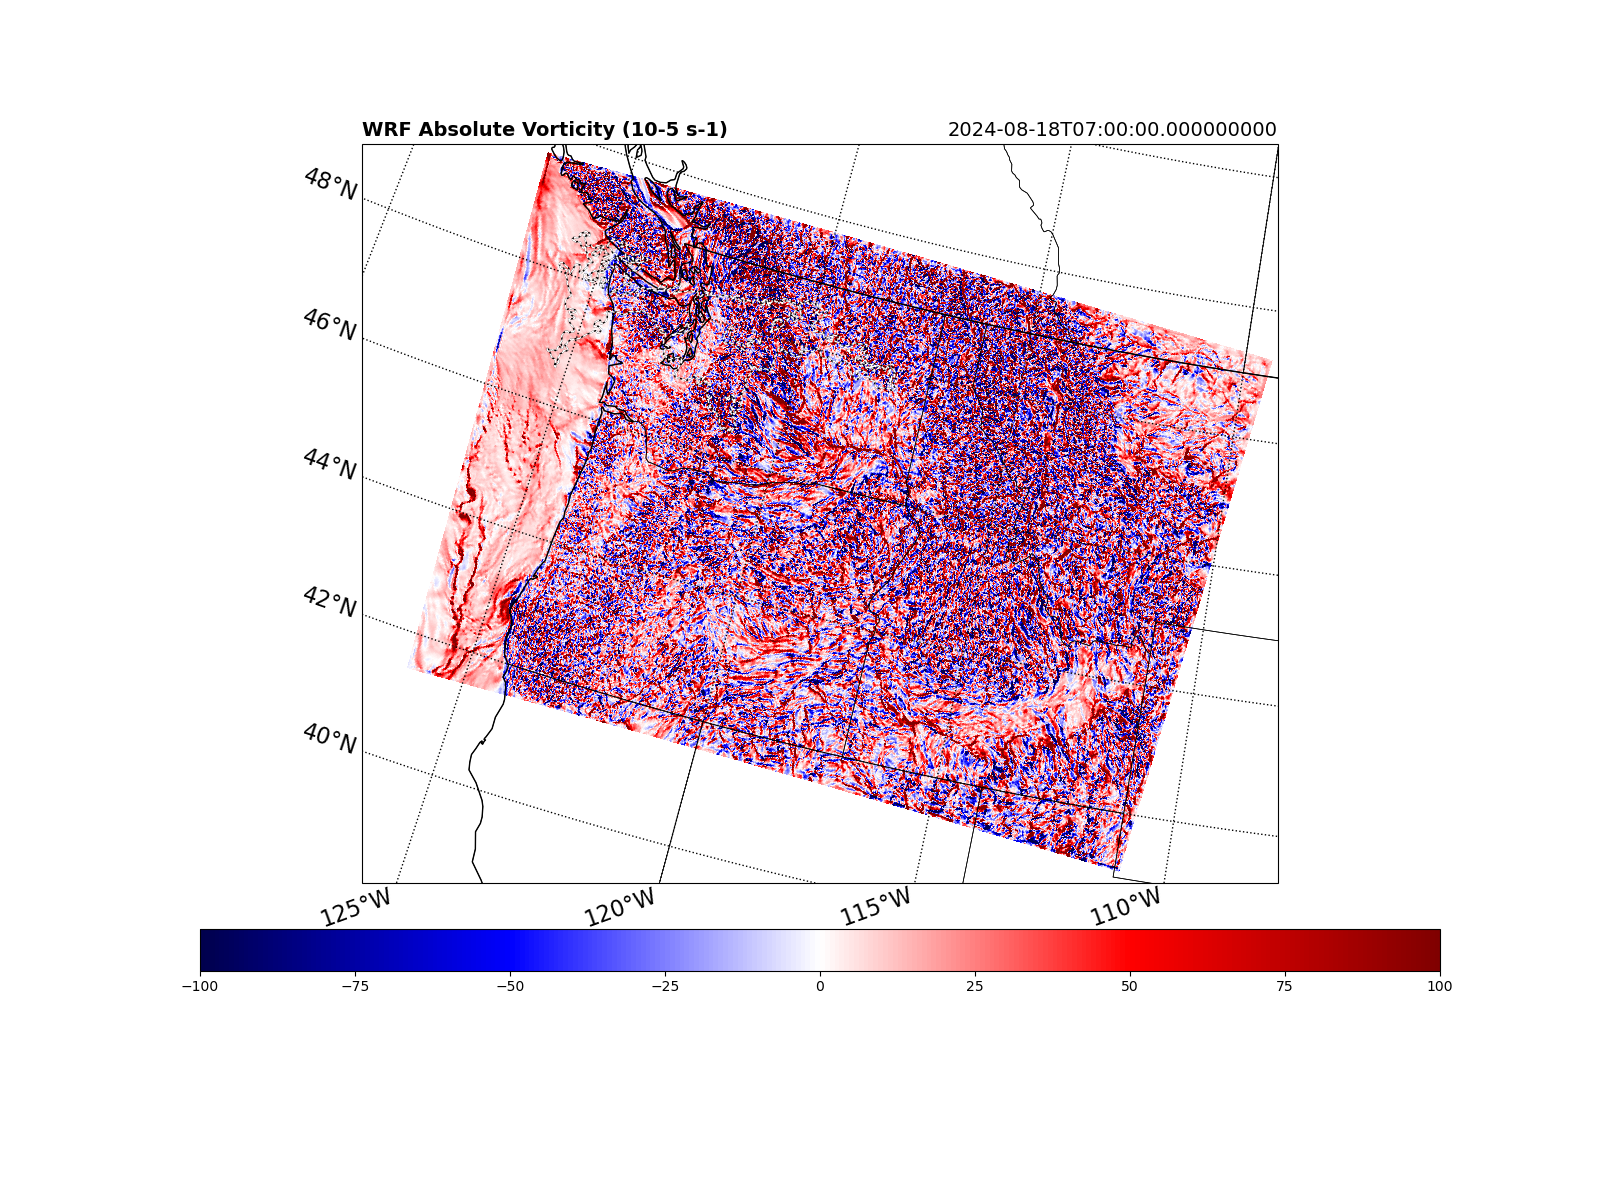 WRF Absolute Vorticity (10-5 s-1)
2024-08-18T07:00:00.000000000
48°N
46°N
44°N
42°N
40°N
125°W
120°W
115°W
110°W
−100
−75
−50
−25
0
25
50
75
100